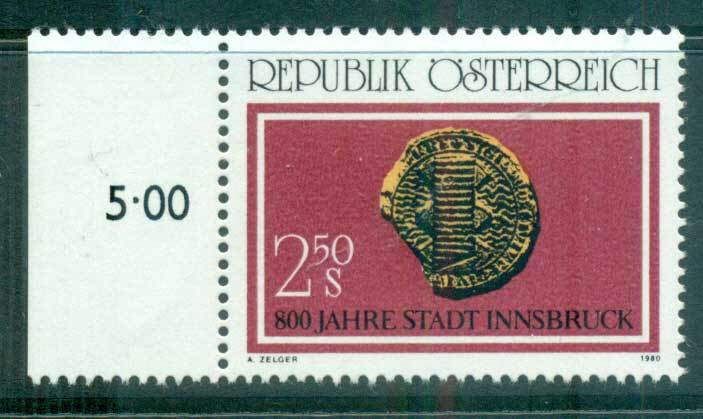 REPUBLIK ÖSTERREICH
5·00
2.50
S
800 JAHRE STADT INNSBRUCK
A. ZELGER
1980